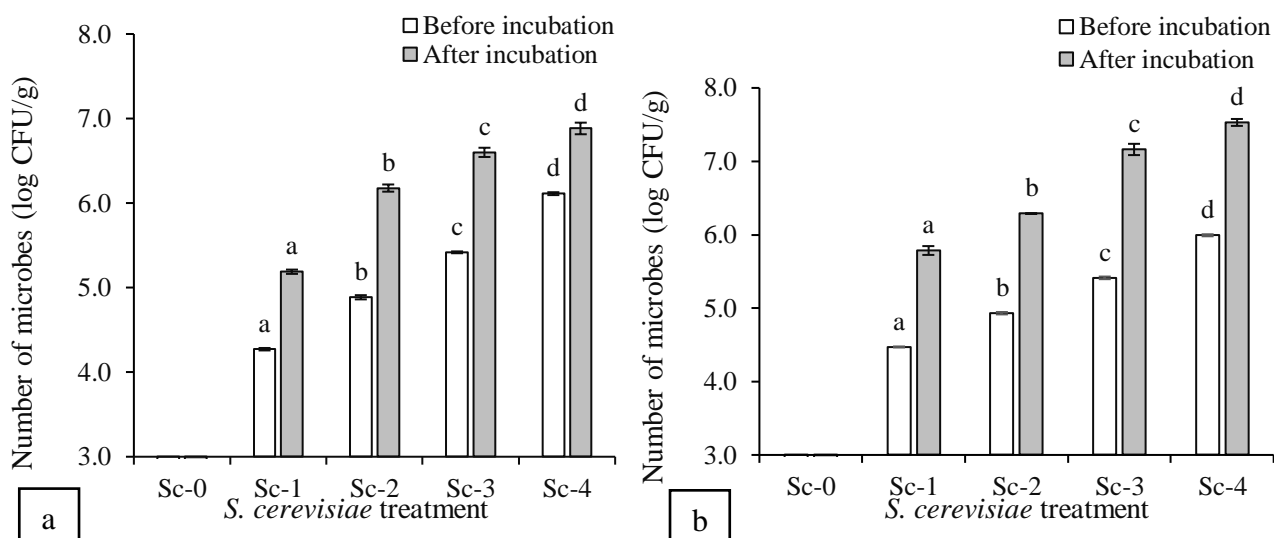 Number of microbes (log CFU/g)
8.0
7.0
6.0
5.0
4.0
3.0
Before incubation
After incubation
a
a
b
b
c
c
d
d
Sc-0 Sc-1 Sc-2 Sc-3 Sc-4
S. cerevisiae treatment
a
Number of microbes (log CFU/g)
8.0
7.0
6.0
5.0
4.0
3.0
Before incubation
After incubation
a
a
b
b
c
c
d
d
Sc-0 Sc-1 Sc-2 Sc-3 Sc-4
S. cerevisiae treatment
b